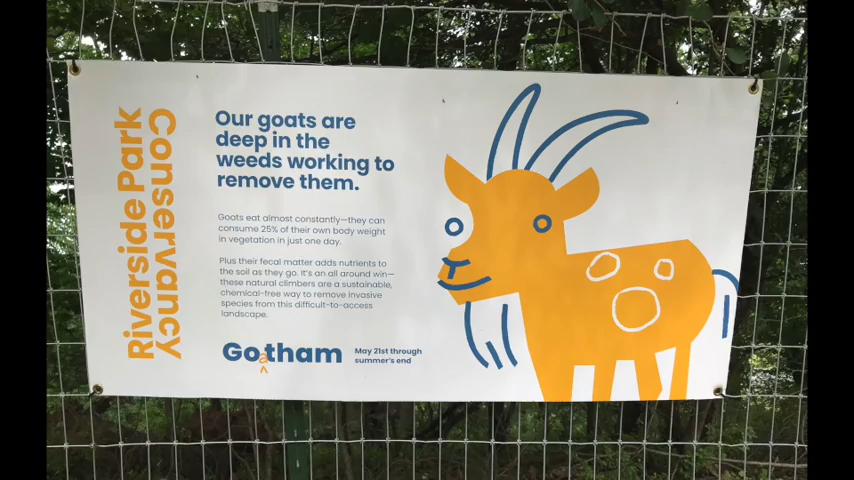 Riverside Park
Conservancy
Our goats are
deep in the
weeds working to
remove them.
Goats eat almost constantly—they can
consume 25% of their own body weight
in vegetation in just one day.
Plus their fecal matter adds nutrients to
the soil as they go. It's an all around win—
these natural climbers are a sustainable,
chemical-free way to remove invasive
species from this difficult-to-access
landscape.
Goatham
May 21st through
summer's end